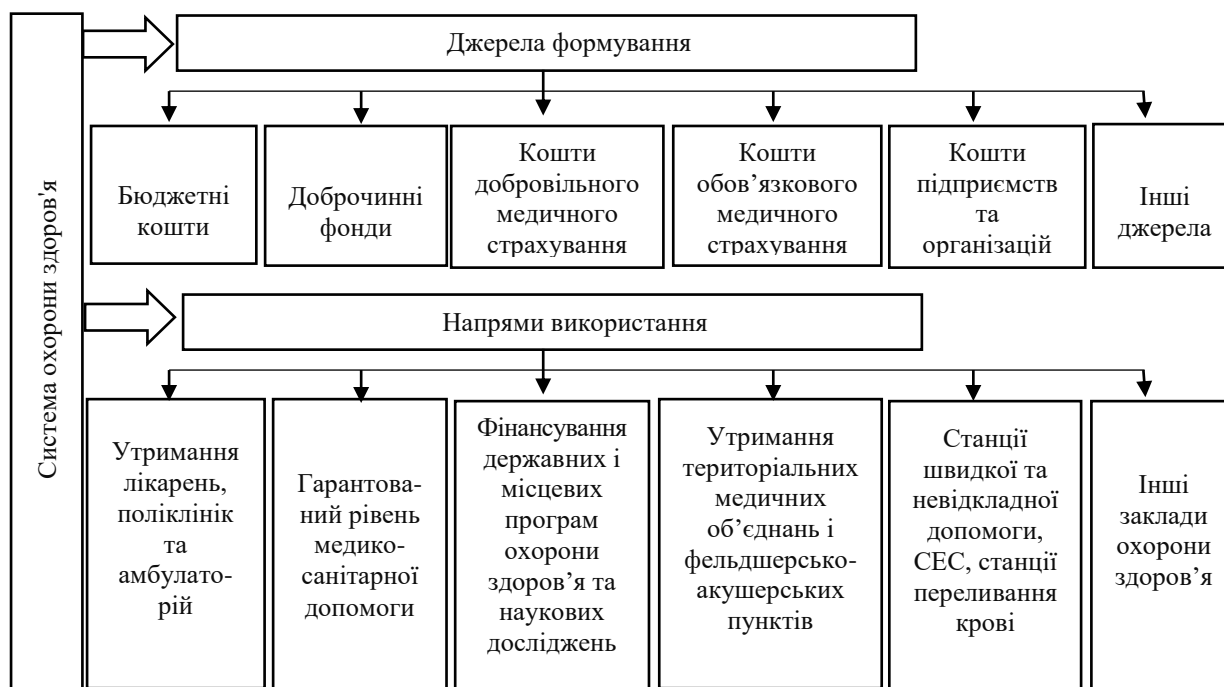 Система охорони здоров'я
Джерела формування
Бюджетні
кошти
Доброчинні
фонди
Кошти
добровільного
медичного
страхування
Кошти
обов’язкового
медичного
страхування
Кошти
підприємств
та
організацій
Інші
джерела
Напрями використання
Утримання
лікарень,
поліклінік
та
амбулато-
рій
Гарантова-
ний рівень
медико-
санітарної
допомоги
Фінансування
державних і
місцевих
програм
охорони
здоров’я та
наукових
досліджень
Утримання
територіальних
медичних
об’єднань і
фельдшерсько-
акушерських
пунктів
Станції
швидкої та
невідкладної
допомоги,
СЕС, станції
переливання
крові
Інші
заклади
охорони
здоров’я